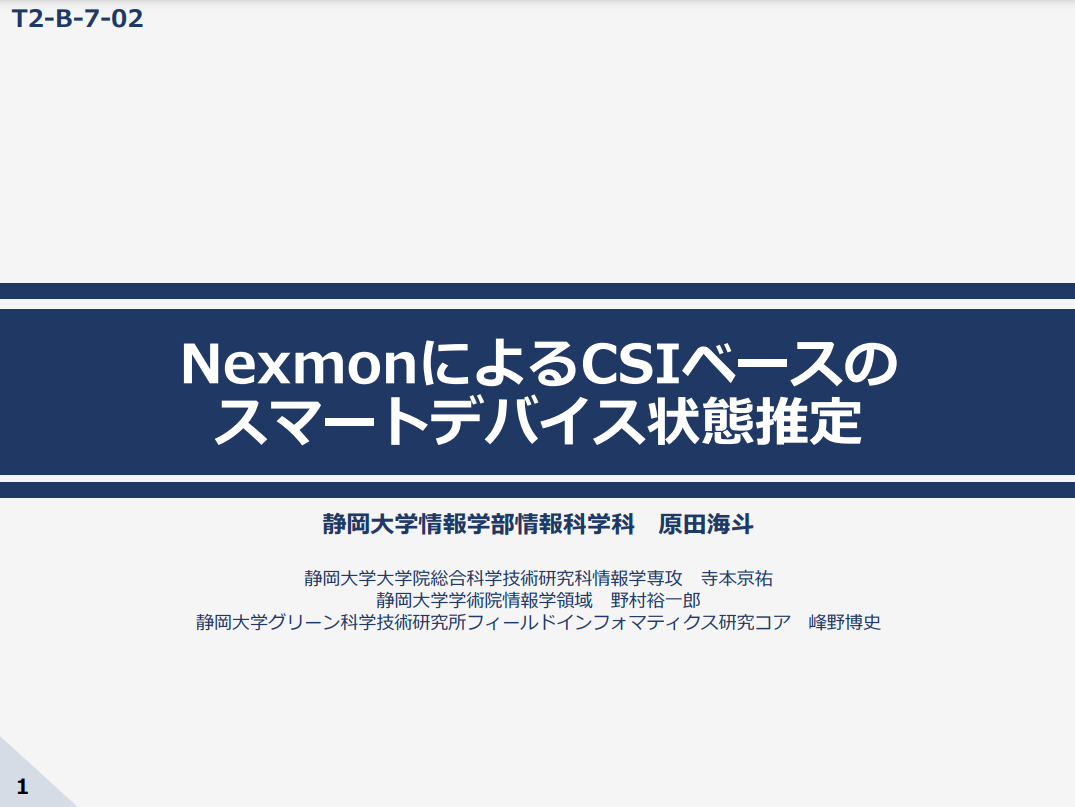 T2-B-7-02
NexmonによるCSIベースの
スマートデバイス状態推定
静岡大学情報学部情報科学科　原田海斗
静岡大学大学院総合科学技術研究科情報学専攻　寺本京祐
静岡大学学術院情報学領域　野村裕一郎
静岡大学グリーン科学技術研究所フィールドインフォマティクス研究コア　峰野博史
1